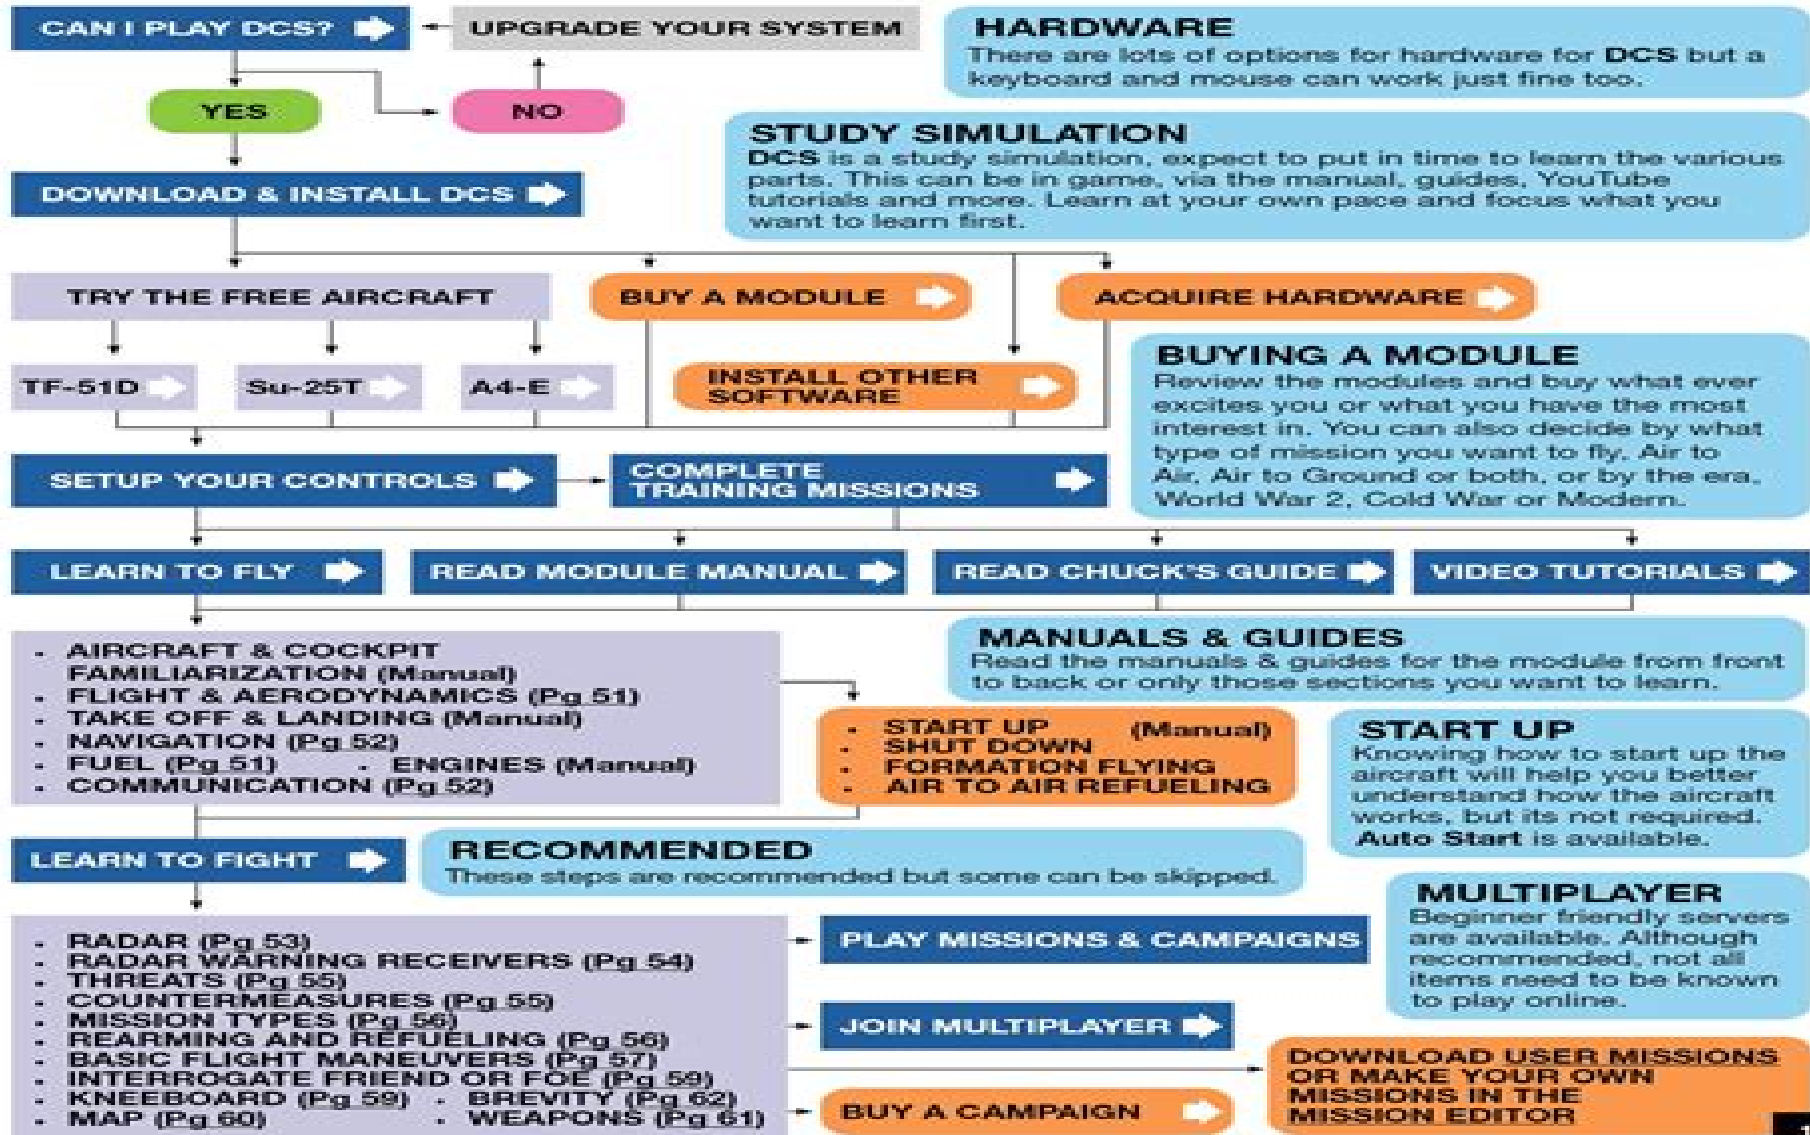 CAN I PLAY DCS?
UPGRADE YOUR SYSTEM
HARDWARE
There are lots of options for hardware for DCS but a
keyboard and mouse can work just fine too.
YES
NO
STUDY SIMULATION
DCS is a study simulation, expect to put in time to learn the various
parts. This can be in game, via the manual, guides, YouTube
tutorials and more. Learn at your own pace and focus what you
want to learn first.
DOWNLOAD & INSTALL DCS
TRY THE FREE AIRCRAFT
BUY A MODULE
ACQUIRE HARDWARE
TF-51D
Su-25T
A4-E
INSTALL OTHER
SOFTWARE
BUYING A MODULE
Review the modules and buy what ever
excites you or what you have the most
interest in. You can also decide by what
type of mission you want to fly, Air to
Air, Air to Ground or both, or by the era,
World War 2, Cold War or Modern.
SETUP YOUR CONTROLS
COMPLETE
TRAINING MISSIONS
LEARN TO FLY
READ MODULE MANUAL
READ CHUCK'S GUIDE
VIDEO TUTORIALS
• AIRCRAFT & COCKPIT
FAMILIARIZATION (Manual)
• FLIGHT & AERODYNAMICS (Pg 51)
• TAKE OFF & LANDING (Manual)
• NAVIGATION (Pg 52)
• FUEL (Pg 51) • ENGINES (Manual)
• COMMUNICATION (Pg 52)
MANUALS & GUIDES
Read the manuals & guides for the module from front
to back or only those sections you want to learn.
• START UP (Manual)
• SHUT DOWN
• FORMATION FLYING
• AIR TO AIR REFUELING
START UP
Knowing how to start up the
aircraft will help you better
understand how the aircraft
works, but its not required.
Auto Start is available.
LEARN TO FIGHT
RECOMMENDED
These steps are recommended but some can be skipped.
MULTIPLAYER
Beginner friendly servers
are available. Although
recommended, not all
items need to be known
to play online.
• RADAR (Pg 53)
• RADAR WARNING RECEIVERS (Pg 54)
• THREATS (Pg 55)
• COUNTERMEASURES (Pg 55)
• MISSION TYPES (Pg 56)
• REARMING AND REFUELING (Pg 56)
• BASIC FLIGHT MANEUVERS (Pg 57)
• INTERROGATE FRIEND OR FOE (Pg 59)
• KNEEBOARD (Pg 59) • BREVITY (Pg 62)
• MAP (Pg 60) • WEAPONS (Pg 61)
PLAY MISSIONS & CAMPAIGNS
JOIN MULTIPLAYER
BUY A CAMPAIGN
DOWNLOAD USER MISSIONS
OR MAKE YOUR OWN
MISSIONS IN THE
MISSION EDITOR